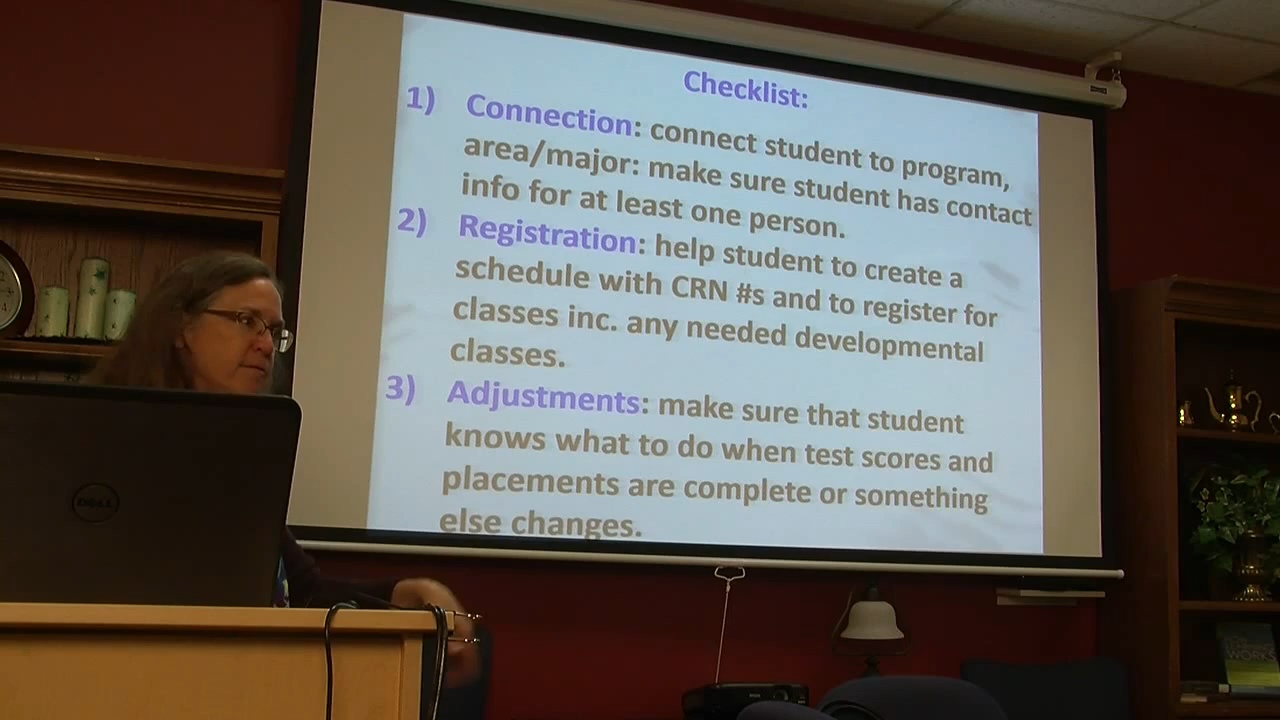 Checklist:
1) Connection: connect student to program,
area/major: make sure student has contact
info for at least one person.
2) Registration: help student to create a
schedule with CRN #s and to register for
classes inc. any needed developmental
classes.
3) Adjustments: make sure that student
knows what to do when test scores and
placements are complete or something
else changes.
DELL